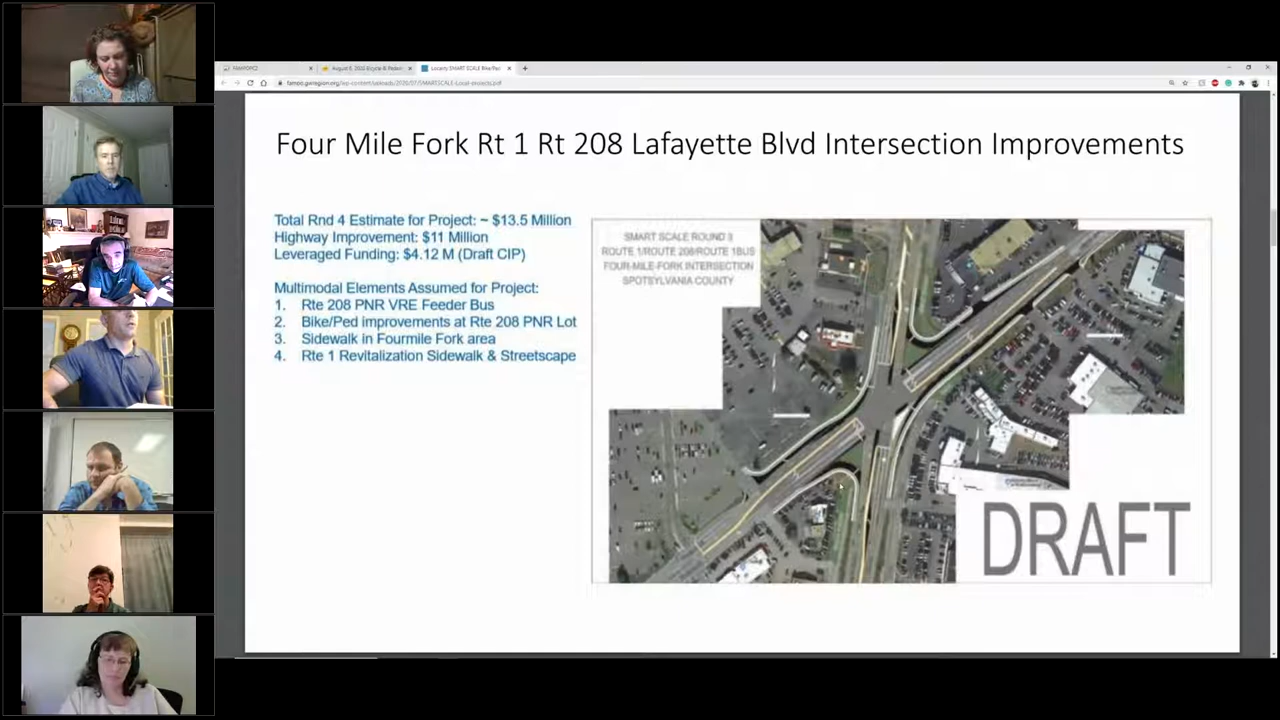 Four Mile Fork Rt 1 Rt 208 Lafayette Blvd Intersection Improvements
Total Rnd 4 Estimate for Project: ~ $13.5 Million
Highway Improvement: $11 Million
Leveraged Funding: $4.12 M (Draft CIP)
Multimodal Elements Assumed for Project:
1. Rte 208 PNR VRE Feeder Bus
2. Bike/Ped improvements at Rte 208 PNR Lot
3. Sidewalk in Fourmile Fork area
4. Rte 1 Revitalization Sidewalk & Streetscape
SMART SCALE ROUND 3
ROUTE 1/ROUTE 208/ROUTE 1BUS
FOUR-MILE-FORK INTERSECTION
SPOTSYLVANIA COUNTY
DRAFT